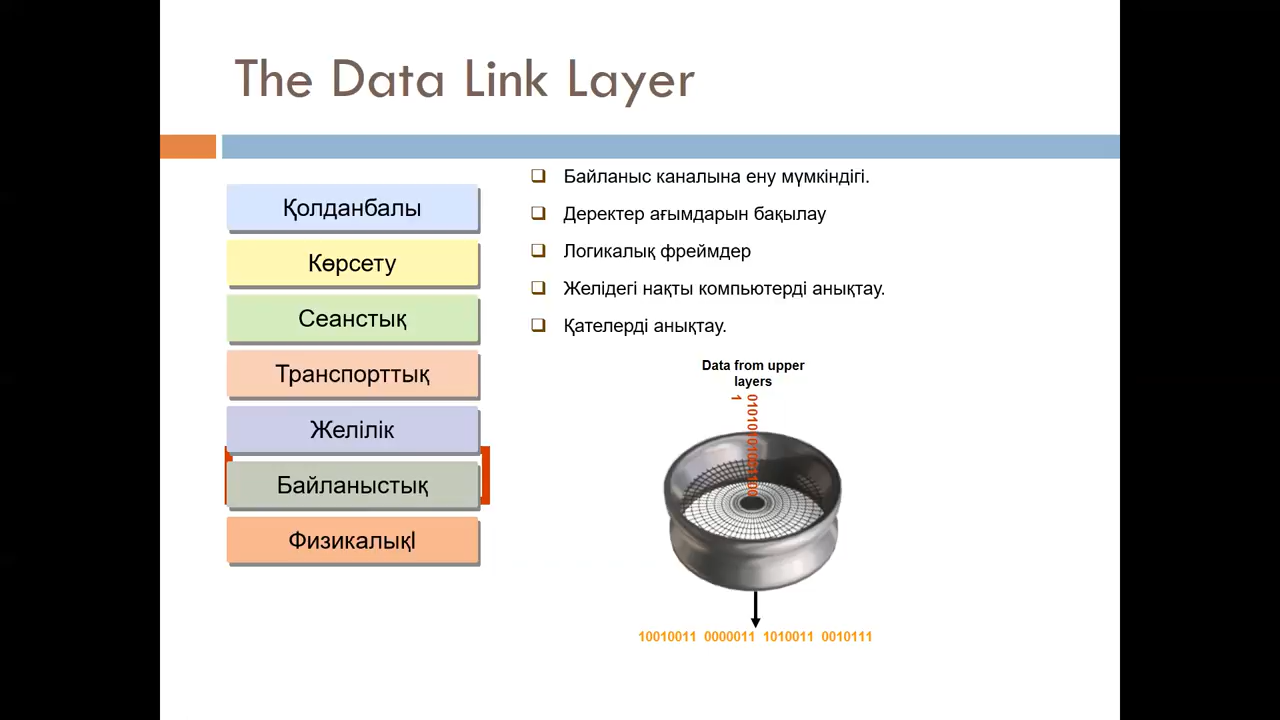 The Data Link Layer
Қолданбалы
Көрсету
Сеанстық
Транспорттық
Желілік
Байланыстық
Физикалықl
Байланыс каналына ену мүмкіндігі.
Деректер ағымдарын бақылау
Логикалық фреймдер
Желідегі нақты компьютерді анықтау.
Қателерді анықтау.
Data from upper
layers
10010011 0000011 1010011 0010111